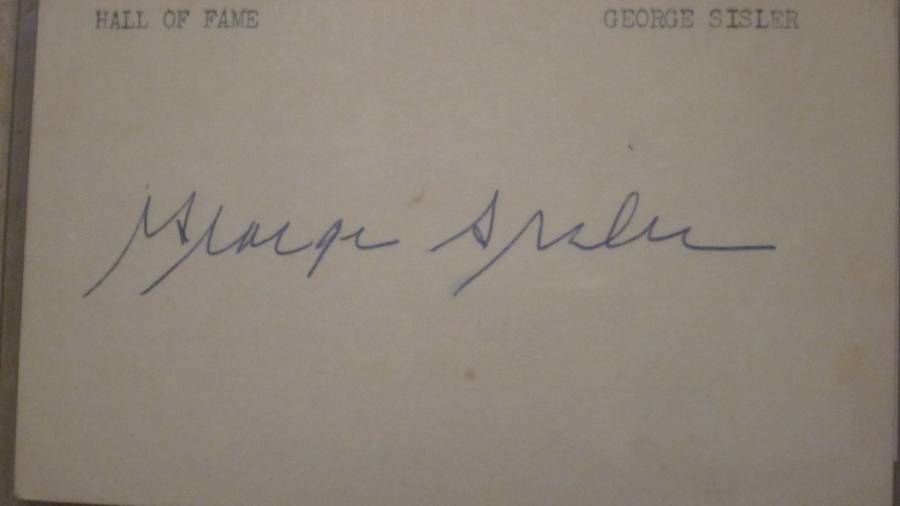 HALL OF FAME GEORGE SISLER
George Sisler